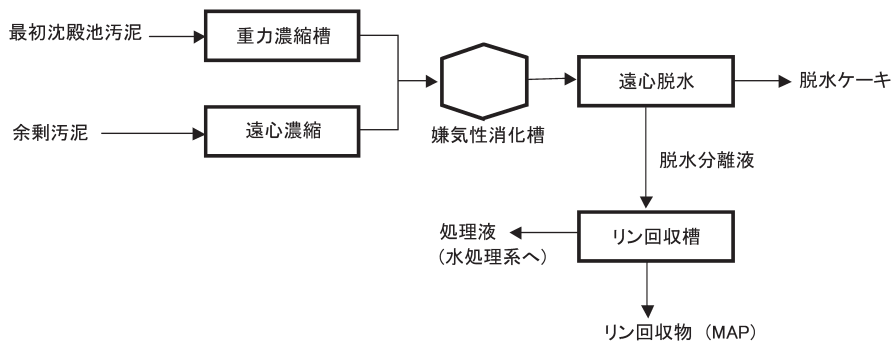 最初沈殿池汚泥
重力濃縮槽
余剰汚泥
遠心濃縮
嫌気性消化槽
遠心脱水
脱水ケーキ
脱水分離液
リン回収槽
処理液
（水処理系へ）
リン回収物（MAP）